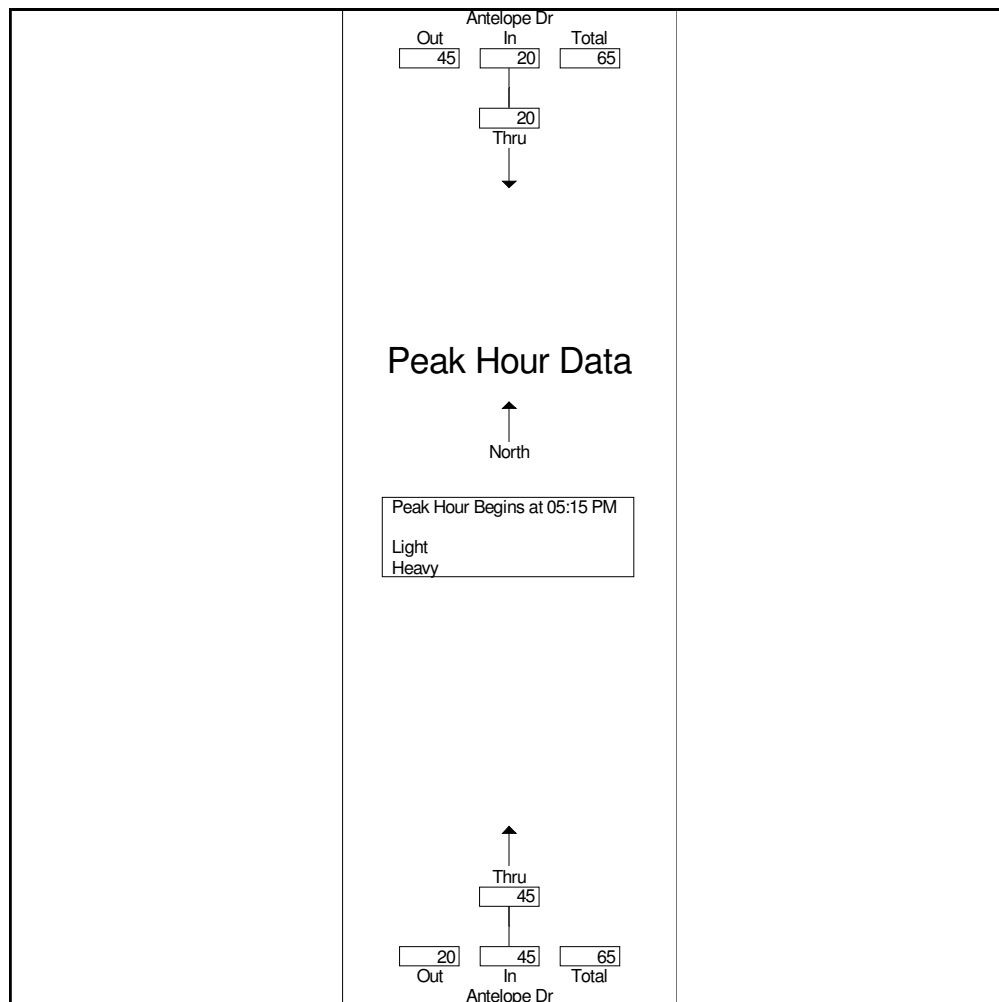 Antelope Dr
Out In Total
45 20 65
20
Thru
Peak Hour Data
North
Peak Hour Begins at 05:15 PM
Light
Heavy
Thru
45
20 45 65
Out In Total
Antelope Dr